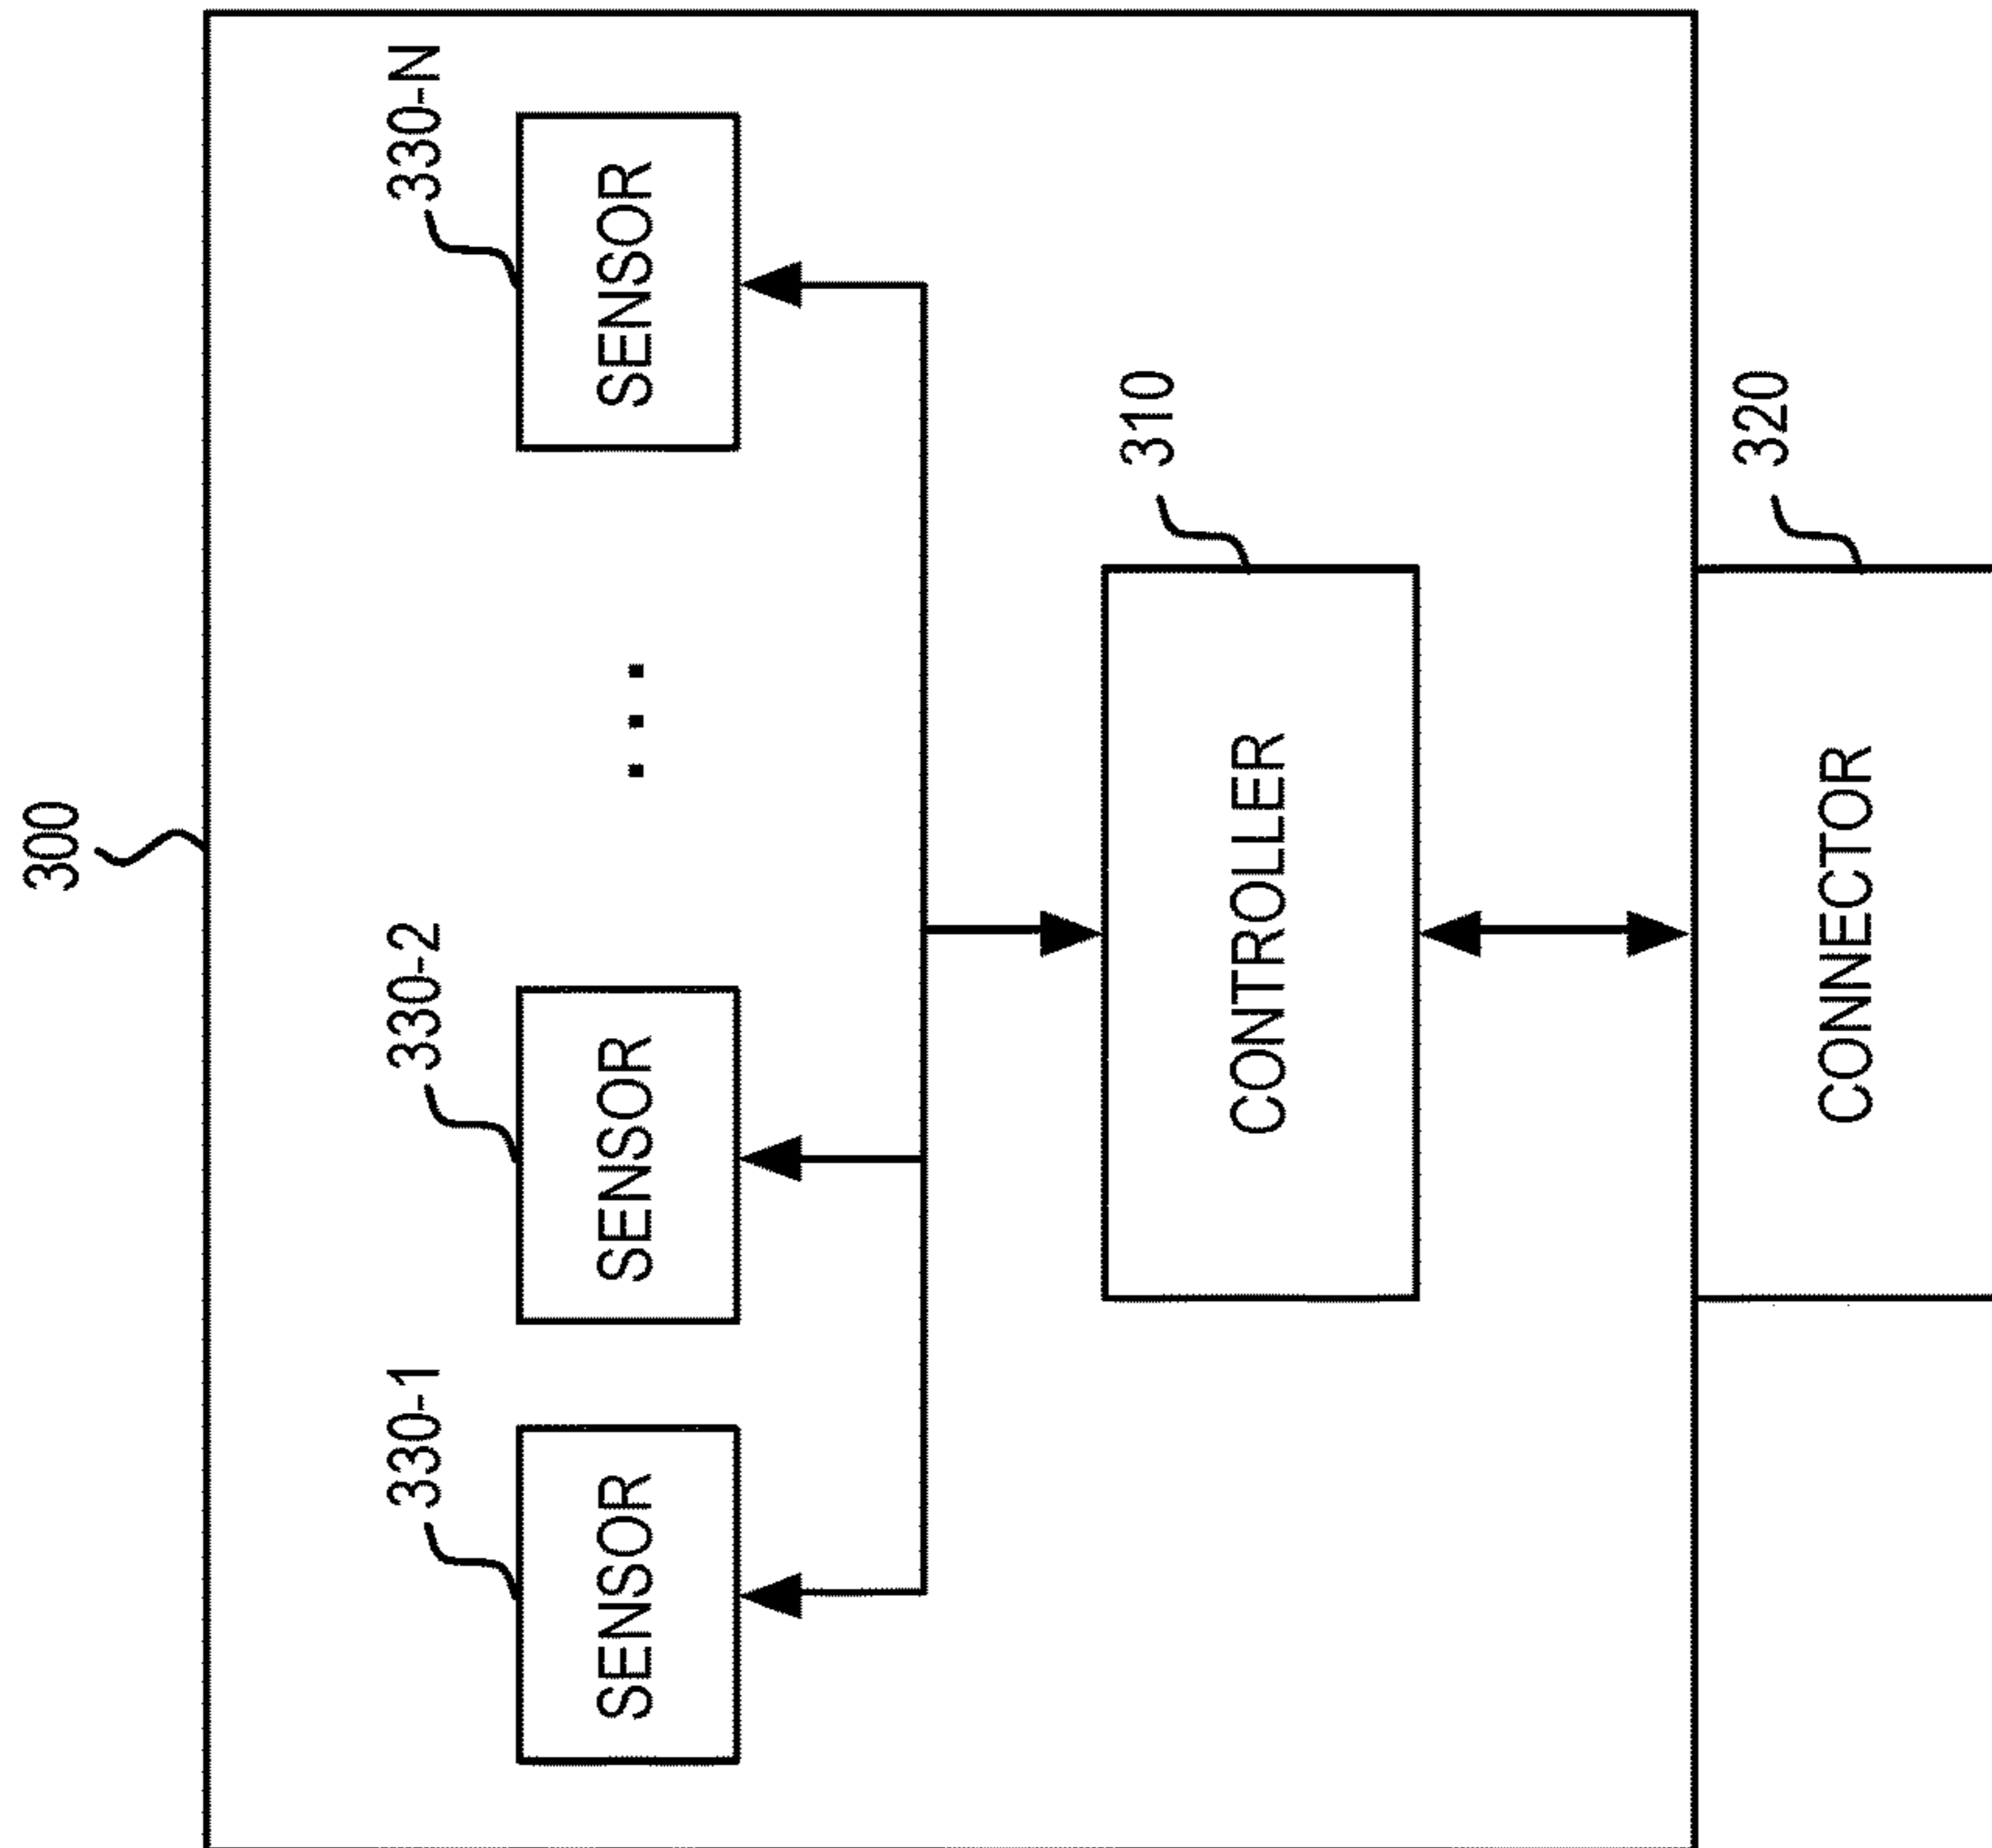 300
330-1
330-2
330-N
SENSOR
SENSOR
...
SENSOR
310
CONTROLLER
320
CONNECTOR